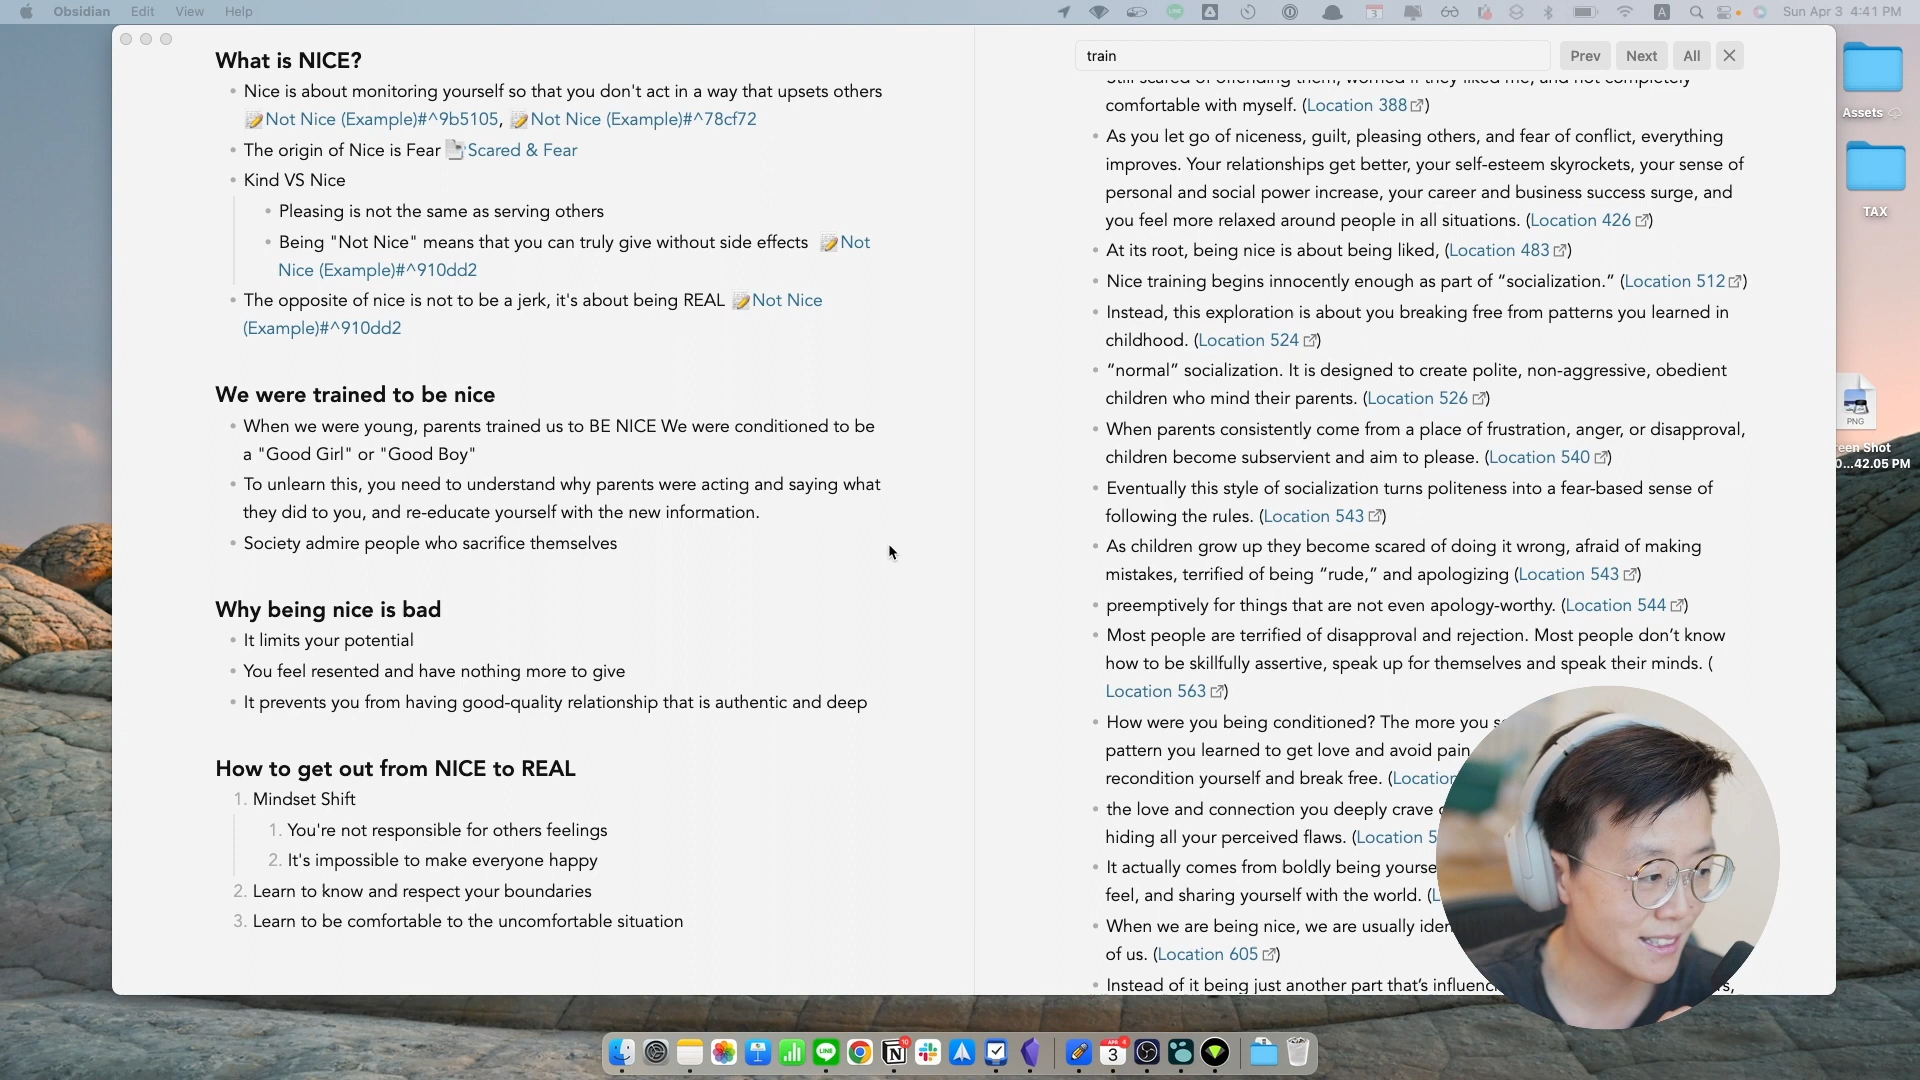 Obsidian Edit View Help
Sun Apr 3 4:41 PM
What is NICE?
Nice is about monitoring yourself so that you don't act in a way that upsets others
Not Nice (Example)#^9b5105, Not Nice (Example)#^78cf72
The origin of Nice is Fear Scared & Fear
Kind VS Nice
Pleasing is not the same as serving others
Being "Not Nice" means that you can truly give without side effects Not
Nice (Example)#^910dd2
The opposite of nice is not to be a jerk, it's about being REAL Not Nice
(Example)#^910dd2
We were trained to be nice
When we were young, parents trained us to BE NICE We were conditioned to be
a "Good Girl" or "Good Boy"
To unlearn this, you need to understand why parents were acting and saying what
they did to you, and re-educate yourself with the new information.
Society admire people who sacrifice themselves
Why being nice is bad
It limits your potential
You feel resented and have nothing more to give
It prevents you from having good-quality relationship that is authentic and deep
How to get out from NICE to REAL
1. Mindset Shift
1. You're not responsible for others feelings
2. It's impossible to make everyone happy
2. Learn to know and respect your boundaries
3. Learn to be comfortable to the uncomfortable situation
train
Prev Next All
Still scared of offending them, worried if they liked me, and not completely
comfortable with myself. (Location 388)
As you let go of niceness, guilt, pleasing others, and fear of conflict, everything
improves. Your relationships get better, your self-esteem skyrockets, your sense of
personal and social power increase, your career and business success surge, and
you feel more relaxed around people in all situations. (Location 426)
At its root, being nice is about being liked, (Location 483)
Nice training begins innocently enough as part of “socialization.” (Location 512)
Instead, this exploration is about you breaking free from patterns you learned in
childhood. (Location 524)
“normal” socialization. It is designed to create polite, non-aggressive, obedient
children who mind their parents. (Location 526)
When parents consistently come from a place of frustration, anger, or disapproval,
children become subservient and aim to please. (Location 540)
Eventually this style of socialization turns politeness into a fear-based sense of
following the rules. (Location 543)
As children grow up they become scared of doing it wrong, afraid of making
mistakes, terrified of being “rude,” and apologizing (Location 543)
preemptively for things that are not even apology-worthy. (Location 544)
Most people are terrified of disapproval and rejection. Most people don’t know
how to be skillfully assertive, speak up for themselves and speak their minds. (
Location 563)
How were you being conditioned? The more you
pattern you learned to get love and avoid pain
recondition yourself and break free. (Location
the love and connection you deeply crave
hiding all your perceived flaws. (Location 5
It actually comes from boldly being yourse
feel, and sharing yourself with the world. (L
When we are being nice, we are usually iden
of us. (Location 605)
Instead of it being just another part that’s influenc
Assets
TAX
PNG
reen Shot
0...42.05 PM